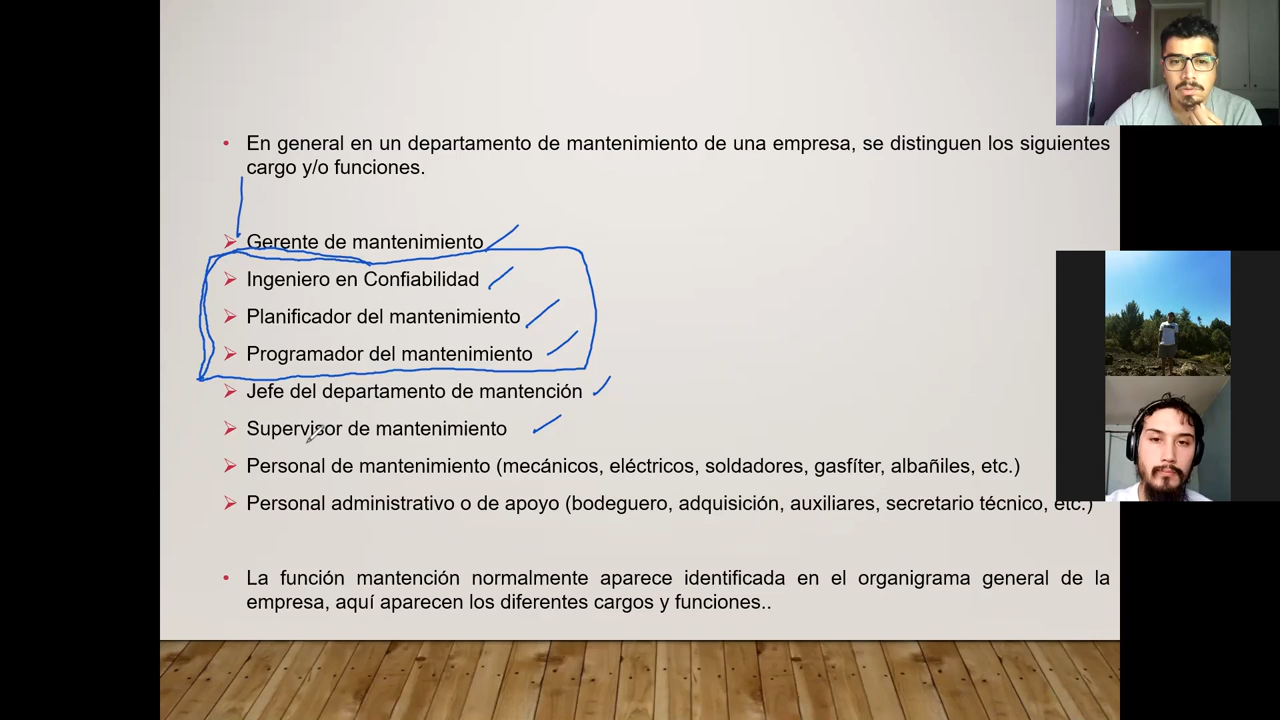 • En general en un departamento de mantenimiento de una empresa, se distinguen los siguientes
cargo y/o funciones.
➢ Gerente de mantenimiento
➢ Ingeniero en Confiabilidad
➢ Planificador del mantenimiento
➢ Programador del mantenimiento
➢ Jefe del departamento de mantención
➢ Supervisor de mantenimiento
➢ Personal de mantenimiento (mecánicos, eléctricos, soldadores, gasfíter, albañiles, etc.)
➢ Personal administrativo o de apoyo (bodeguero, adquisición, auxiliares, secretario técnico, etc.)
• La función mantención normalmente aparece identificada en el organigrama general de la
empresa, aquí aparecen los diferentes cargos y funciones..